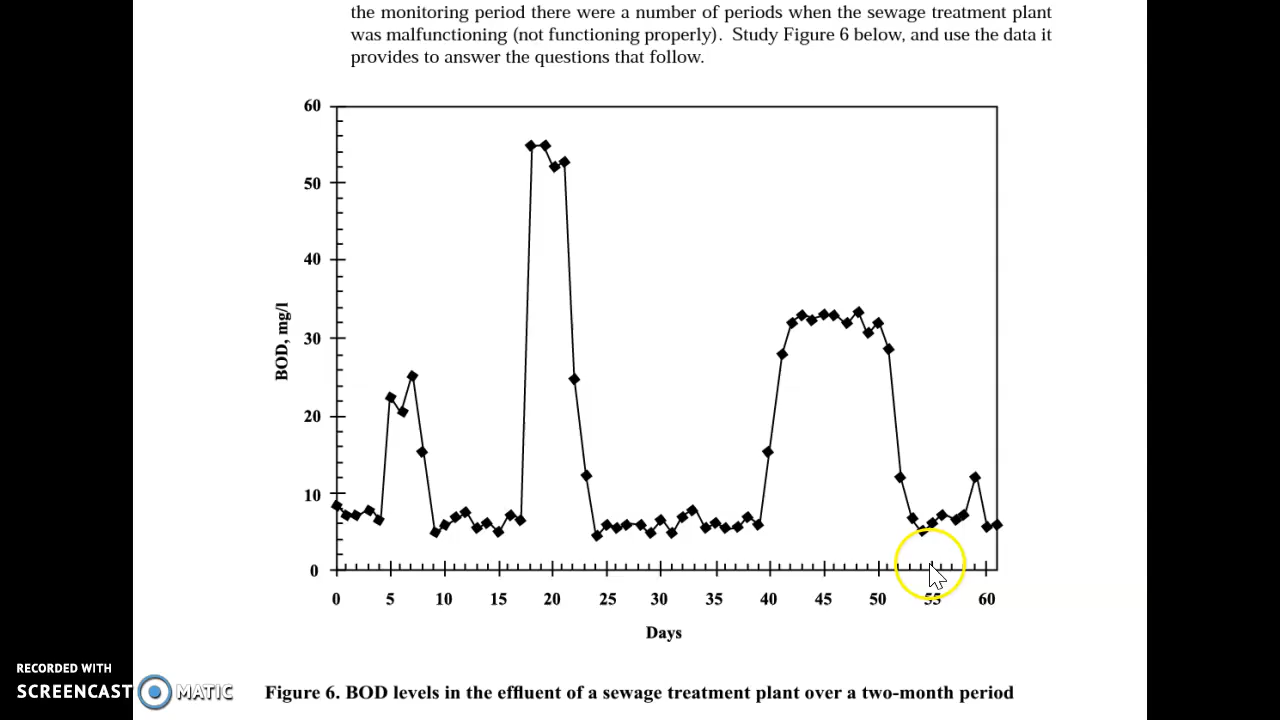 the monitoring period there were a number of periods when the sewage treatment plant
was malfunctioning (not functioning properly). Study Figure 6 below, and use the data it
provides to answer the questions that follow.
60
50
40
30
20
10
0
BOD, mg/l
0 5 10 15 20 25 30 35 40 45 50 55 60
Days
Figure 6. BOD levels in the effluent of a sewage treatment plant over a two-month period
RECORDED WITH
SCREENCAST MATIC